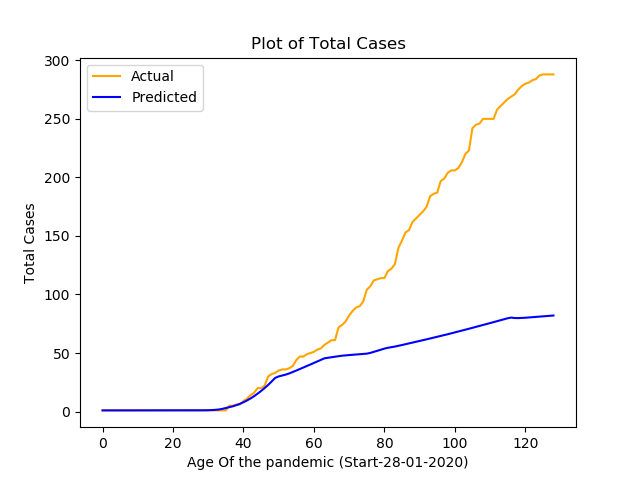 Plot of Total Cases
Actual
Predicted
300
250
200
150
100
50
0
Total Cases
0 20 40 60 80 100 120
Age Of the pandemic (Start-28-01-2020)